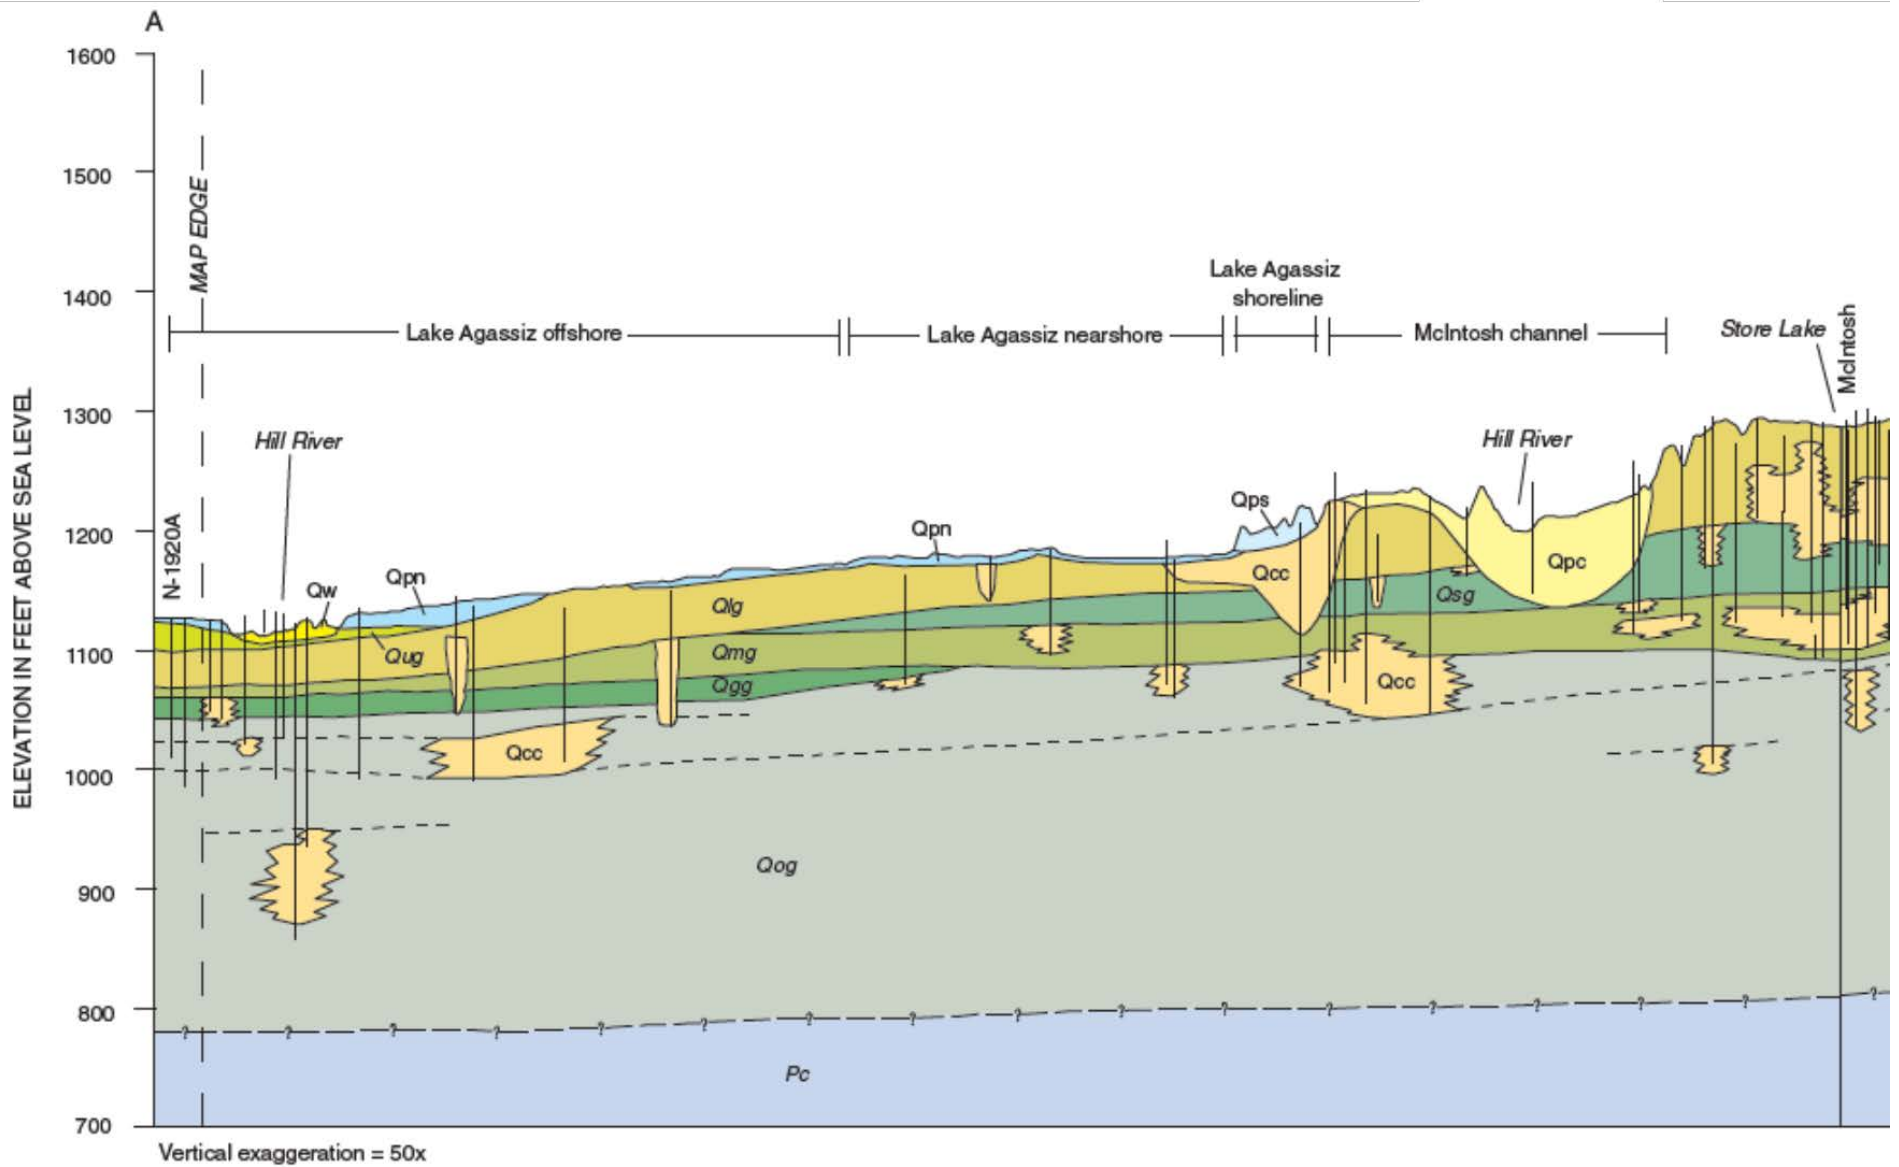 A
1600
1500
1400
1300
1200
1100
1000
900
800
700
ELEVATION IN FEET ABOVE SEA LEVEL
MAP EDGE
N-1920A
Lake Agassiz offshore
Lake Agassiz nearshore
Lake Agassiz
shoreline
McIntosh channel
Store Lake
McIntosh
Hill River
Hill River
Qw
Qpn
Qpn
Qps
Qcc
Qpc
Qlg
Qsg
Qug
Qmg
Qgg
Qcc
Qcc
Qog
? ? ? ? ? ? ? ? ? ? ? ? ? ? ? ? ?
Pc
Vertical exaggeration = 50x